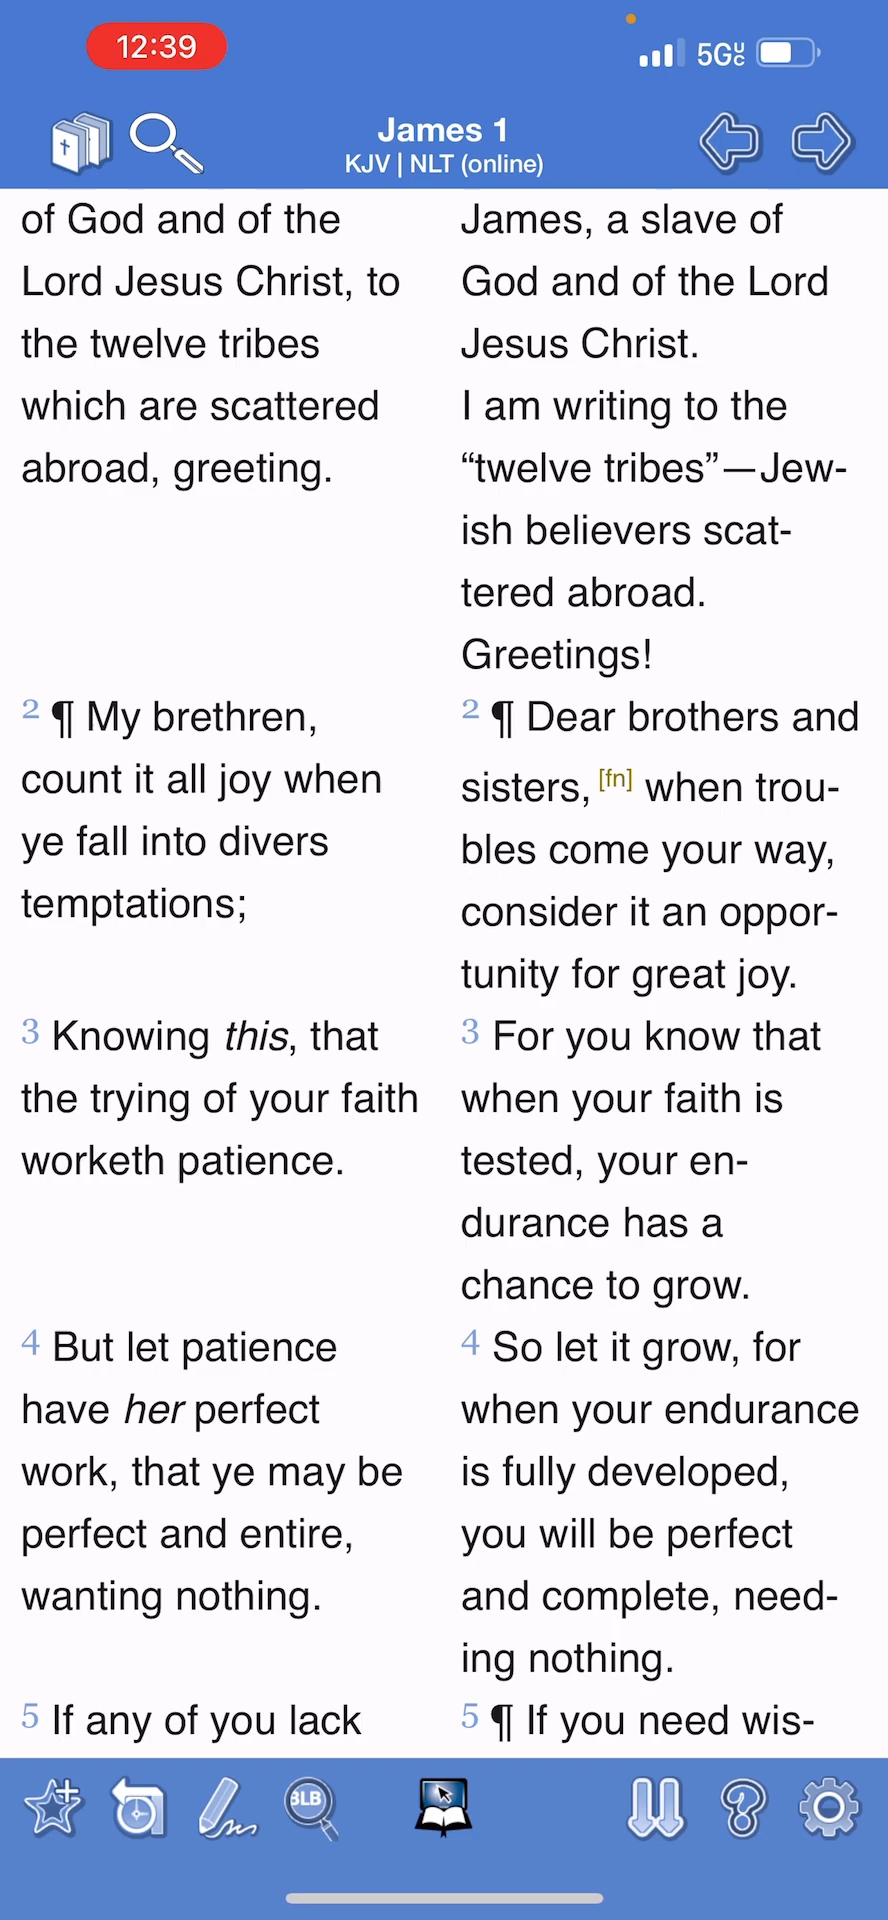 12:39
5G UC
James 1
KJV | NLT (online)
of God and of the
Lord Jesus Christ, to
the twelve tribes
which are scattered
abroad, greeting.
2 ¶ My brethren,
count it all joy when
ye fall into divers
temptations;
3 Knowing this, that
the trying of your faith
worketh patience.
4 But let patience
have her perfect
work, that ye may be
perfect and entire,
wanting nothing.
5 If any of you lack
James, a slave of
God and of the Lord
Jesus Christ.
I am writing to the
“twelve tribes”—Jew-
ish believers scat-
tered abroad.
Greetings!
2 ¶ Dear brothers and
sisters, [fn] when trou-
bles come your way,
consider it an oppor-
tunity for great joy.
3 For you know that
when your faith is
tested, your en-
durance has a
chance to grow.
4 So let it grow, for
when your endurance
is fully developed,
you will be perfect
and complete, need-
ing nothing.
5 ¶ If you need wis-
BLB